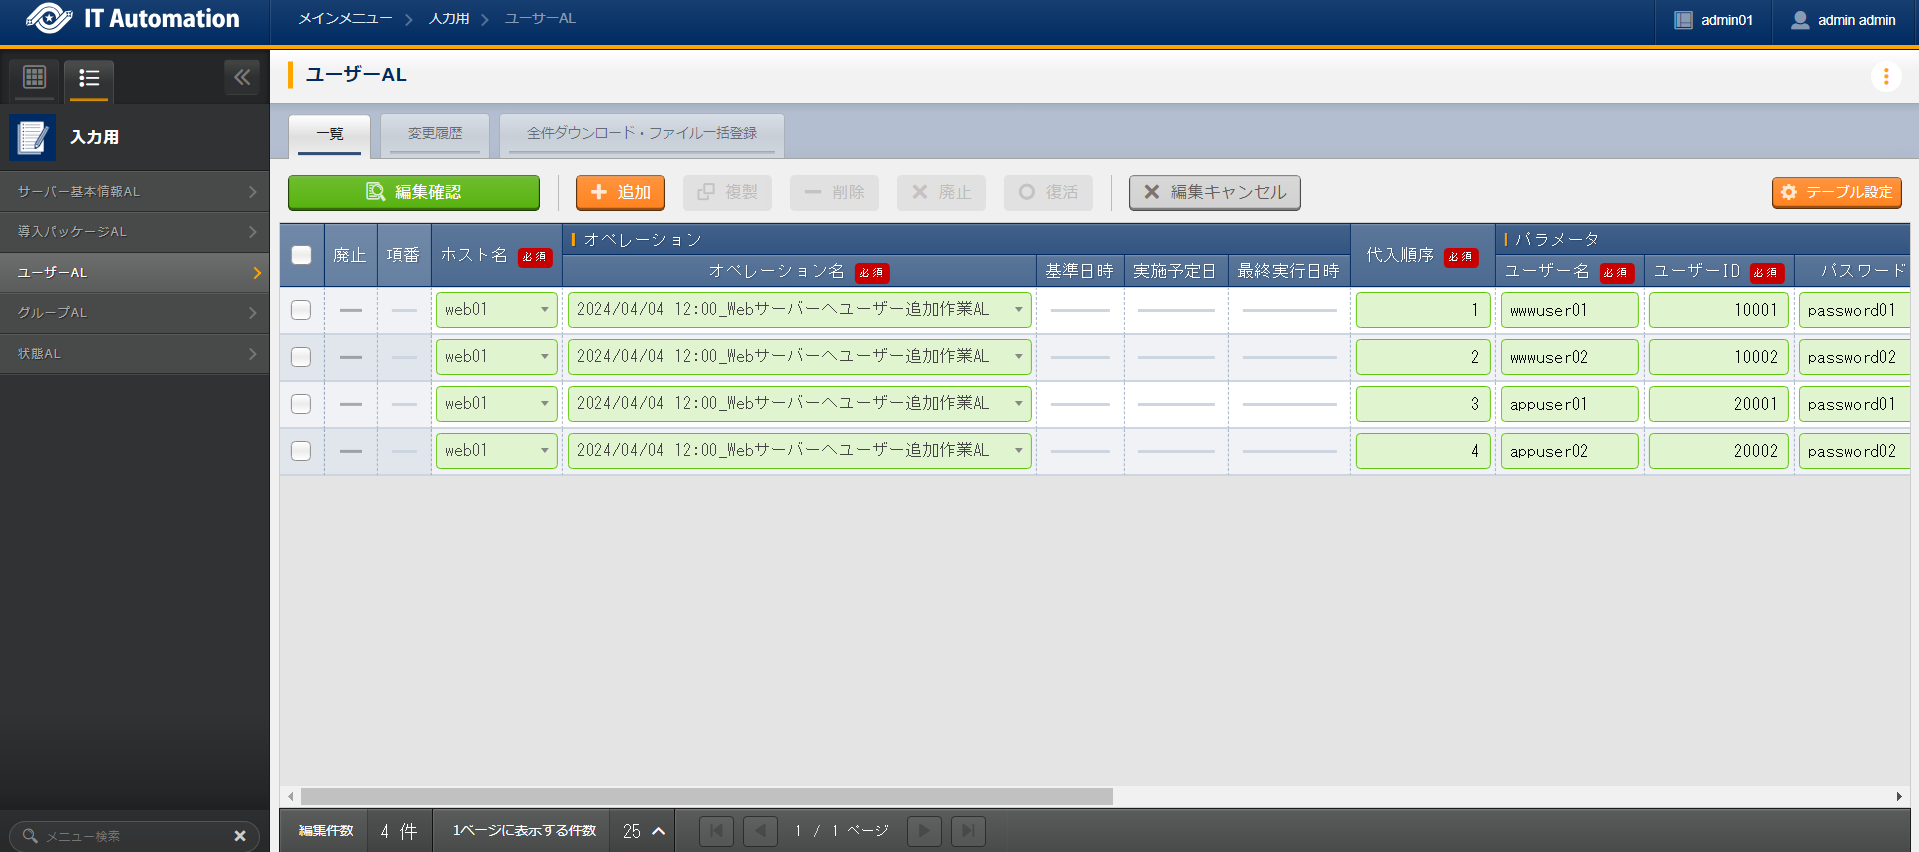 IT Automation
メインメニュー
入力用
ユーザーAL
admin01
admin admin
入力用
サーバー基本情報AL
導入パッケージAL
ユーザーAL
グループAL
状態AL
メニュー検索
ユーザーAL
一覧
変更履歴
全件ダウンロード・ファイル一括登録
編集確認
追加
複製
削除
廃止
復活
編集キャンセル
テーブル設定
廃止 項番 ホスト名 必須 オペレーション 代入順序 必須 パラメータ
オペレーション名 必須 基準日時 実施予定日 最終実行日時 ユーザー名 必須 ユーザーID 必須 パスワード
web01 2024/04/04 12:00_Webサーバーへユーザー追加作業AL 1 wwwuser01 10001 password01
web01 2024/04/04 12:00_Webサーバーへユーザー追加作業AL 2 wwwuser02 10002 password02
web01 2024/04/04 12:00_Webサーバーへユーザー追加作業AL 3 appuser01 20001 password01
web01 2024/04/04 12:00_Webサーバーへユーザー追加作業AL 4 appuser02 20002 password02
編集件数 4 件 1ページに表示する件数 25 1 / 1 ページ